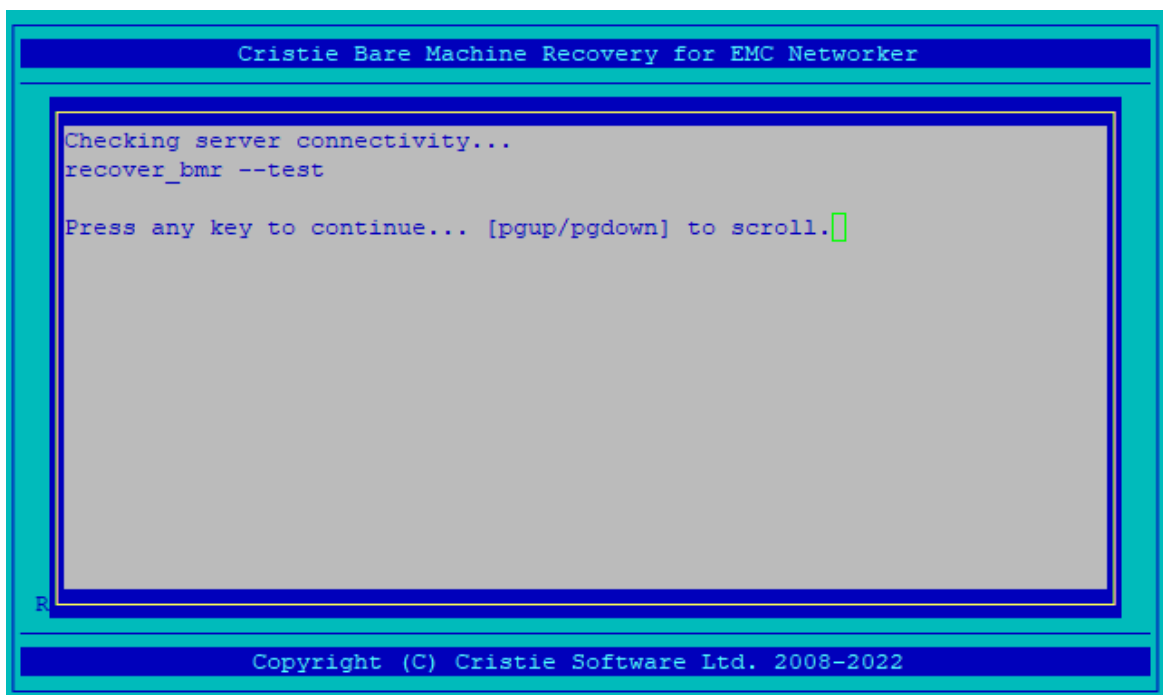 Cristie Bare Machine Recovery for EMC Networker
Checking server connectivity...
recover_bmr --test
Press any key to continue... [pgup/pgdown] to scroll.
R
Copyright (C) Cristie Software Ltd. 2008-2022